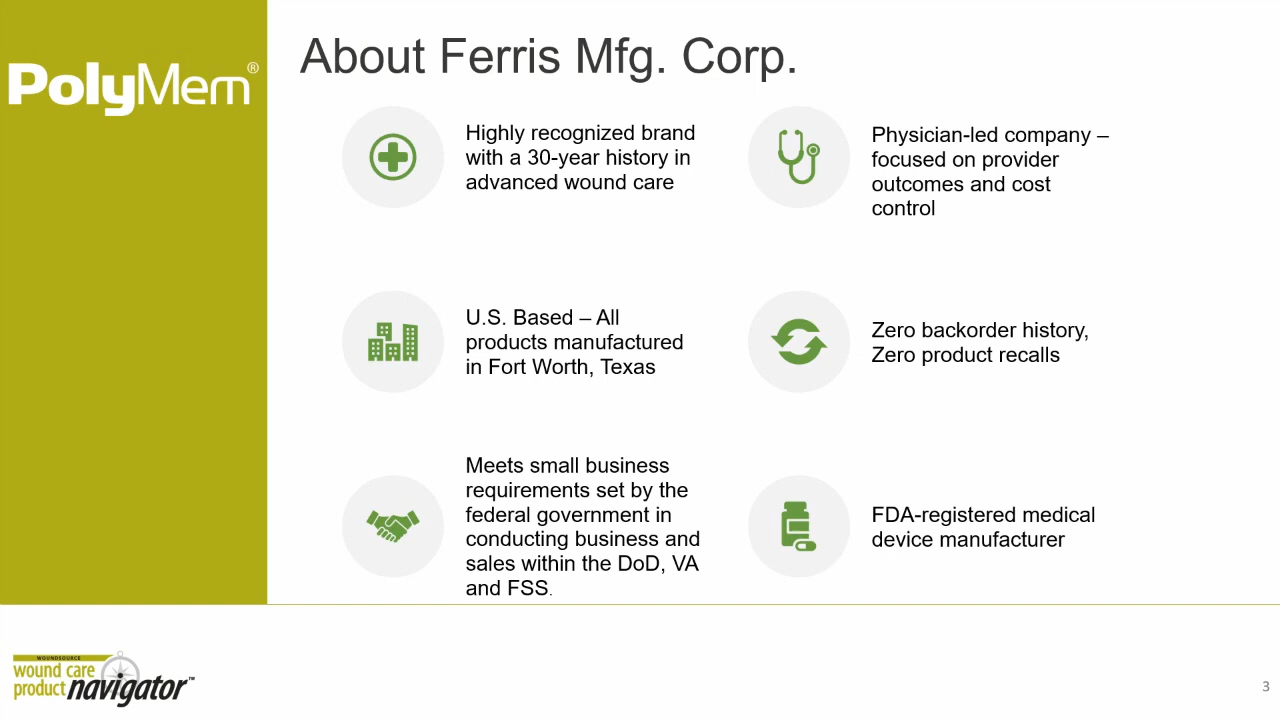 PolyMem®
About Ferris Mfg. Corp.
Highly recognized brand
with a 30-year history in
advanced wound care
Physician-led company –
focused on provider
outcomes and cost
control
U.S. Based – All
products manufactured
in Fort Worth, Texas
Zero backorder history,
Zero product recalls
Meets small business
requirements set by the
federal government in
conducting business and
sales within the DoD, VA
and FSS.
FDA-registered medical
device manufacturer
WOUNDSOURCE
wound care
product navigator™
3